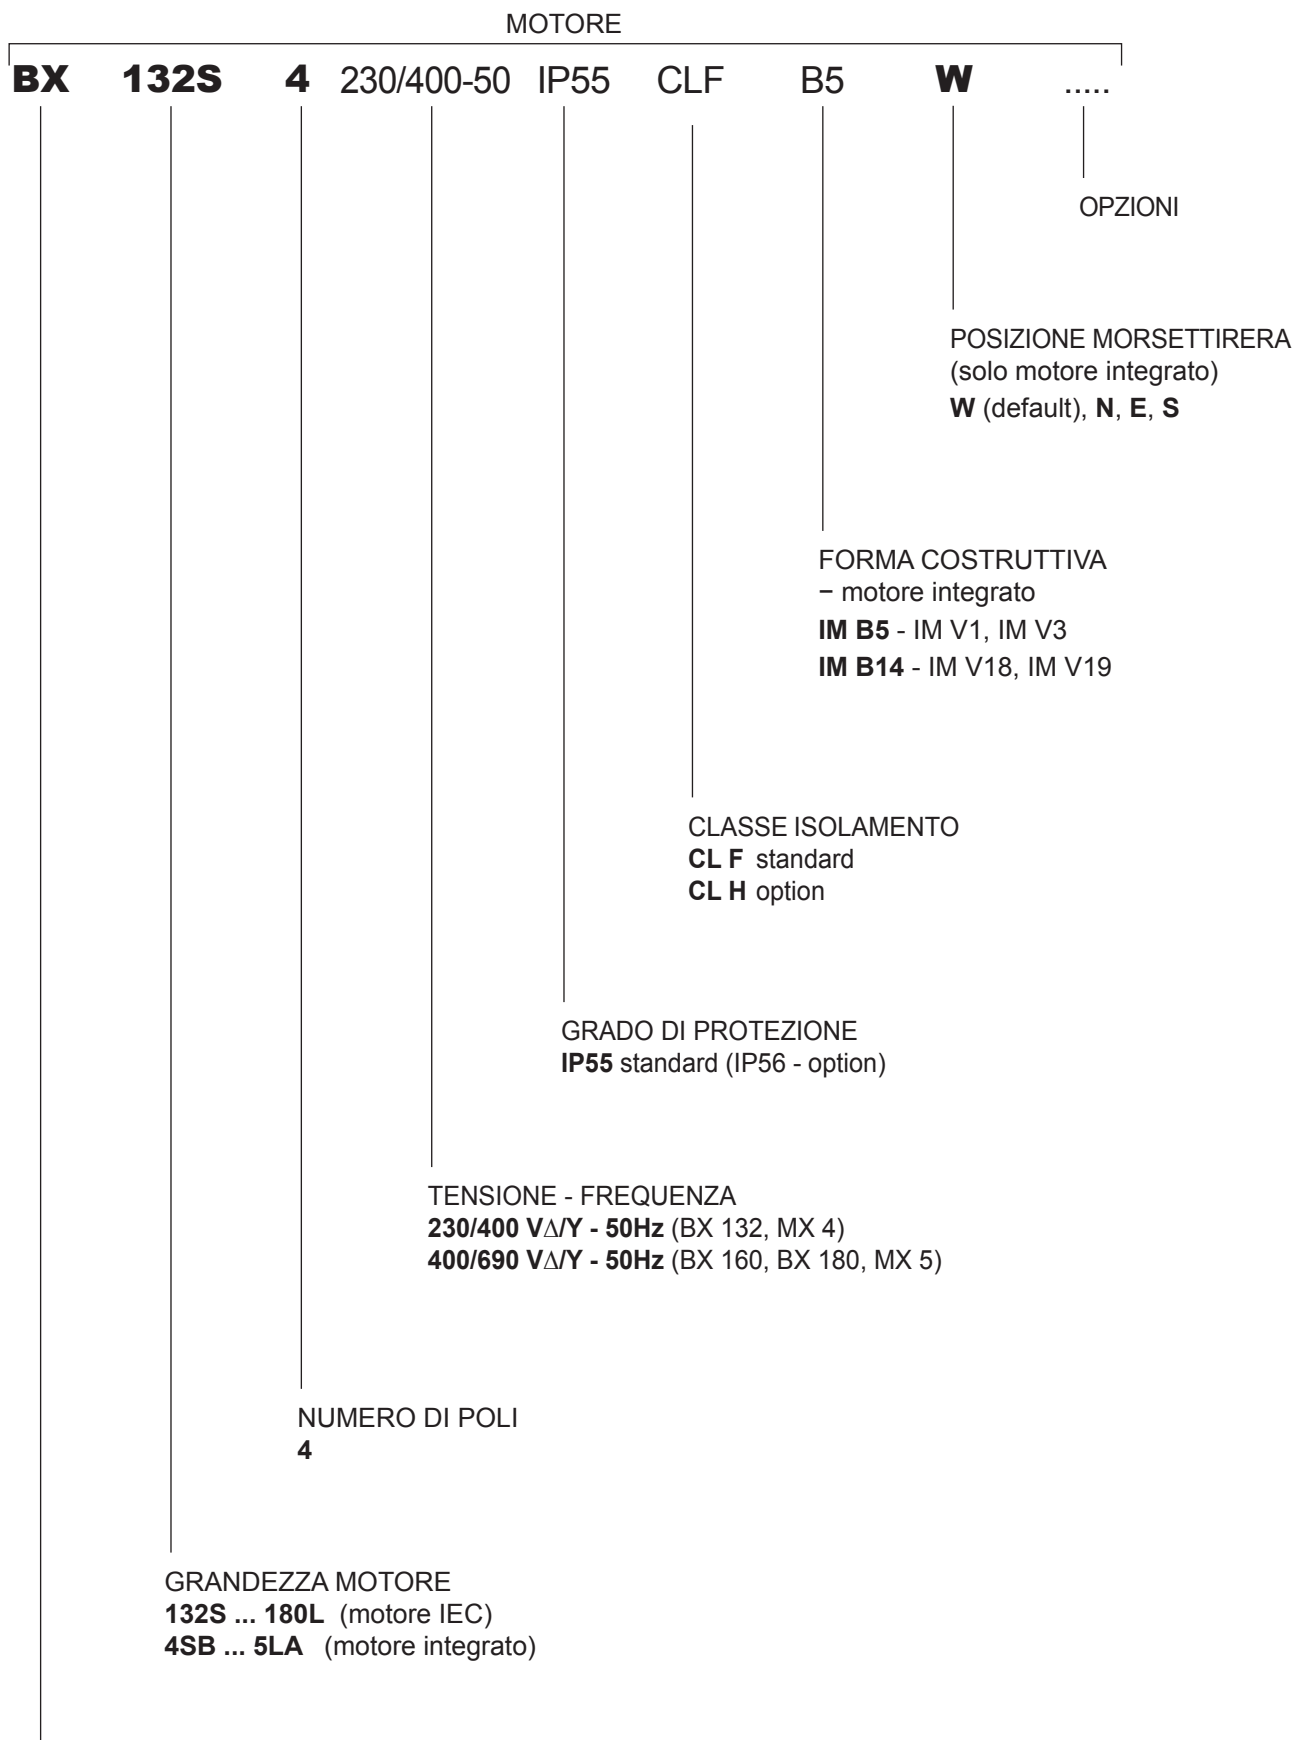 MOTORE
BX 132S 4 230/400-50 IP55 CLF B5 W .....
OPZIONI
POSIZIONE MORSETTIRERA
(solo motore integrato)
W (default), N, E, S
FORMA COSTRUTTIVA
− motore integrato
IM B5 - IM V1, IM V3
IM B14 - IM V18, IM V19
CLASSE ISOLAMENTO
CL F standard
CL H option
GRADO DI PROTEZIONE
IP55 standard (IP56 - option)
TENSIONE - FREQUENZA
230/400 V∆/Y - 50Hz (BX 132, MX 4)
400/690 V∆/Y - 50Hz (BX 160, BX 180, MX 5)
NUMERO DI POLI
4
GRANDEZZA MOTORE
132S ... 180L (motore IEC)
4SB ... 5LA (motore integrato)